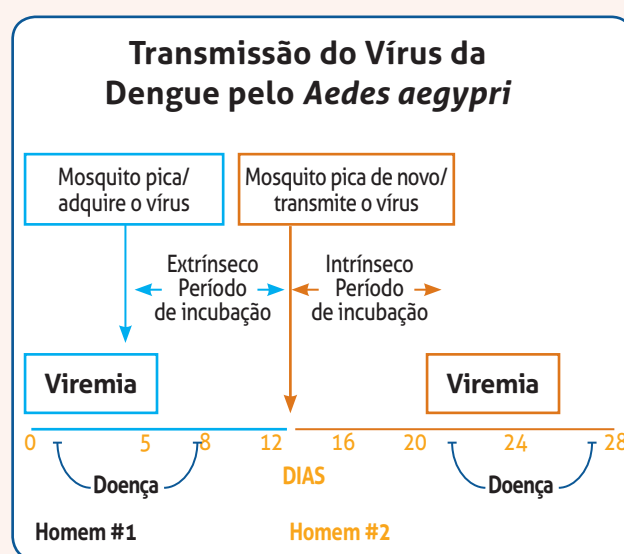 Transmissão do Vírus da
Dengue pelo Aedes aegypri
Mosquito pica/
adquire o vírus
Mosquito pica de novo/
transmite o vírus
Extrínseco
Período
de incubação
Intrínseco
Período
de incubação
Viremia
Viremia
0 5 8 12 16 20 24 28
Doença
DIAS
Doença
Homem #1
Homem #2